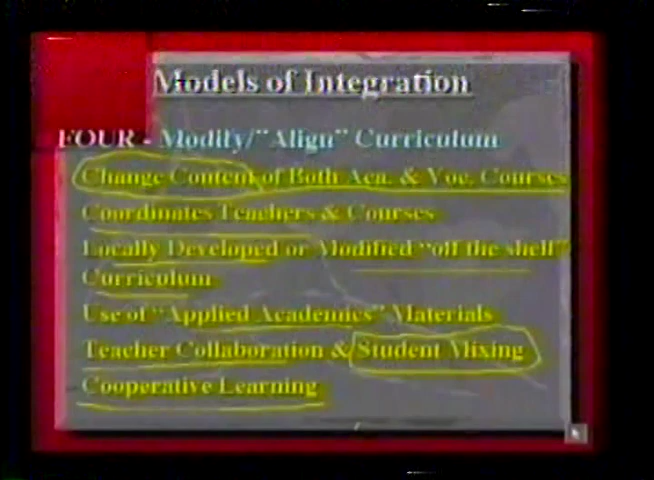 Models of Integration
FOUR - Modify/"Align" Curriculum
Change Content of Both Aca. & Voc. Courses
Coordinates Teachers & Courses
Locally Developed or Modified "off the shelf"
Curriculum
Use of "Applied Academics" Materials
Teacher Collaboration & Student Mixing
Cooperative Learning